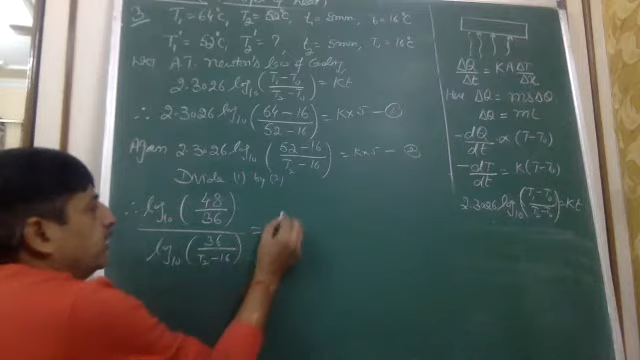 3. T₁ = 64°C, T₂ = 52°C, t₁ = 5min, T₀ = 16°C
T₁' = 52°C, T₂' = ?, t₂ = 5min, T₀ = 16°C
A.T. newton's law of Cooling,
2.3026 log₁₀ (T₁-T₀ / T₂-T₀) = Kt
∴ 2.3026 log₁₀ (64-16 / 52-16) = K×5 — ①
Again 2.3026 log₁₀ (52-16 / T₂-16) = K×5 — ②
Divide (1) by (2)
∴ log₁₀ (48/36) / log₁₀ (36 / T₂-16) =
ΔQ/Δt = KA ΔT/Δx
Here ΔQ = msΔθ
ΔQ = mL
-dQ/dt ∝ (T-T₀)
-dT/dt = K(T-T₀)
2.3026 log₁₀ (T₁-T₀ / T₂-T₀) = Kt